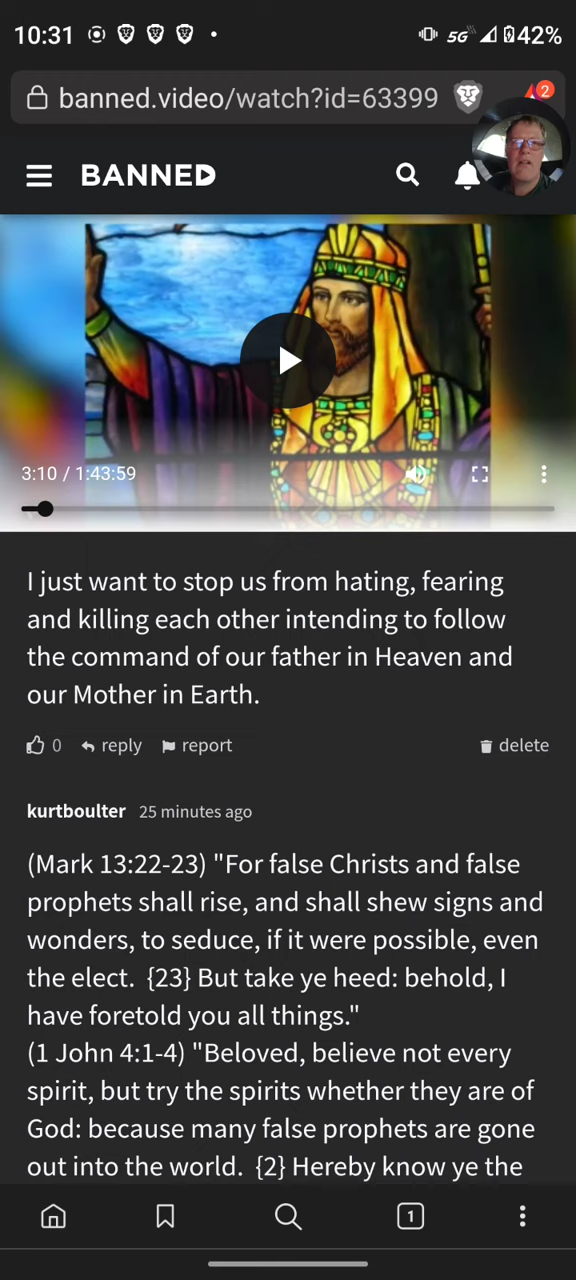 10:31 5G 42%
banned.video/watch?id=63399 2
BANNED
3:10 / 1:43:59
I just want to stop us from hating, fearing
and killing each other intending to follow
the command of our father in Heaven and
our Mother in Earth.
0 reply report delete
kurtboulter 25 minutes ago
(Mark 13:22-23) "For false Christs and false
prophets shall rise, and shall shew signs and
wonders, to seduce, if it were possible, even
the elect.  {23} But take ye heed: behold, I
have foretold you all things."
(1 John 4:1-4) "Beloved, believe not every
spirit, but try the spirits whether they are of
God: because many false prophets are gone
out into the world.  {2} Hereby know ye the
1